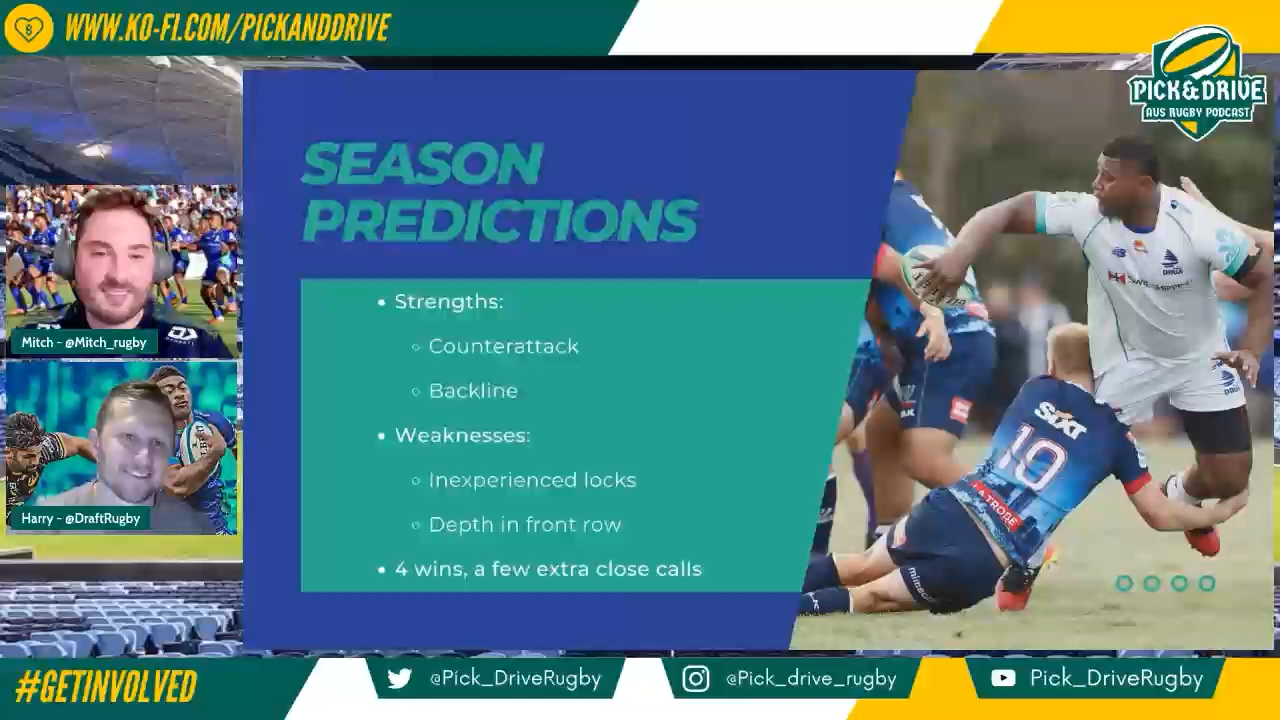 WWW.KO-FI.COM/PICKANDDRIVE
PICK&DRIVE
AUS RUGBY PODCAST
SEASON
PREDICTIONS
Strengths:
Counterattack
Backline
Weaknesses:
Inexperienced locks
Depth in front row
4 wins, a few extra close calls
Mitch - @Mitch_rugby
Harry - @DraftRugby
SiXT
10
LATROBE
#GETINVOLVED
@Pick_DriveRugby
@Pick_drive_rugby
Pick_DriveRugby